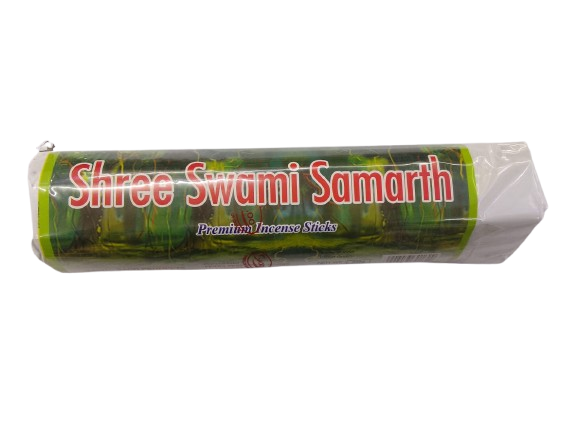 Shree Swami Samarth
Premium Incense Sticks